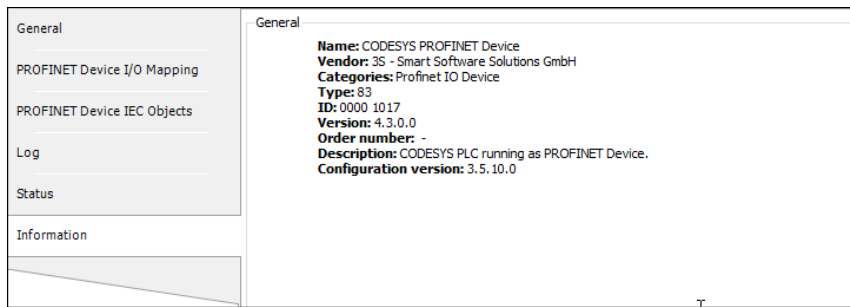 General
PROFINET Device I/O Mapping
PROFINET Device IEC Objects
Log
Status
Information
General
Name: CODESYS PROFINET Device
Vendor: 3S - Smart Software Solutions GmbH
Categories: Profinet IO Device
Type: 83
ID: 0000 1017
Version: 4.3.0.0
Order number: -
Description: CODESYS PLC running as PROFINET Device.
Configuration version: 3.5.10.0